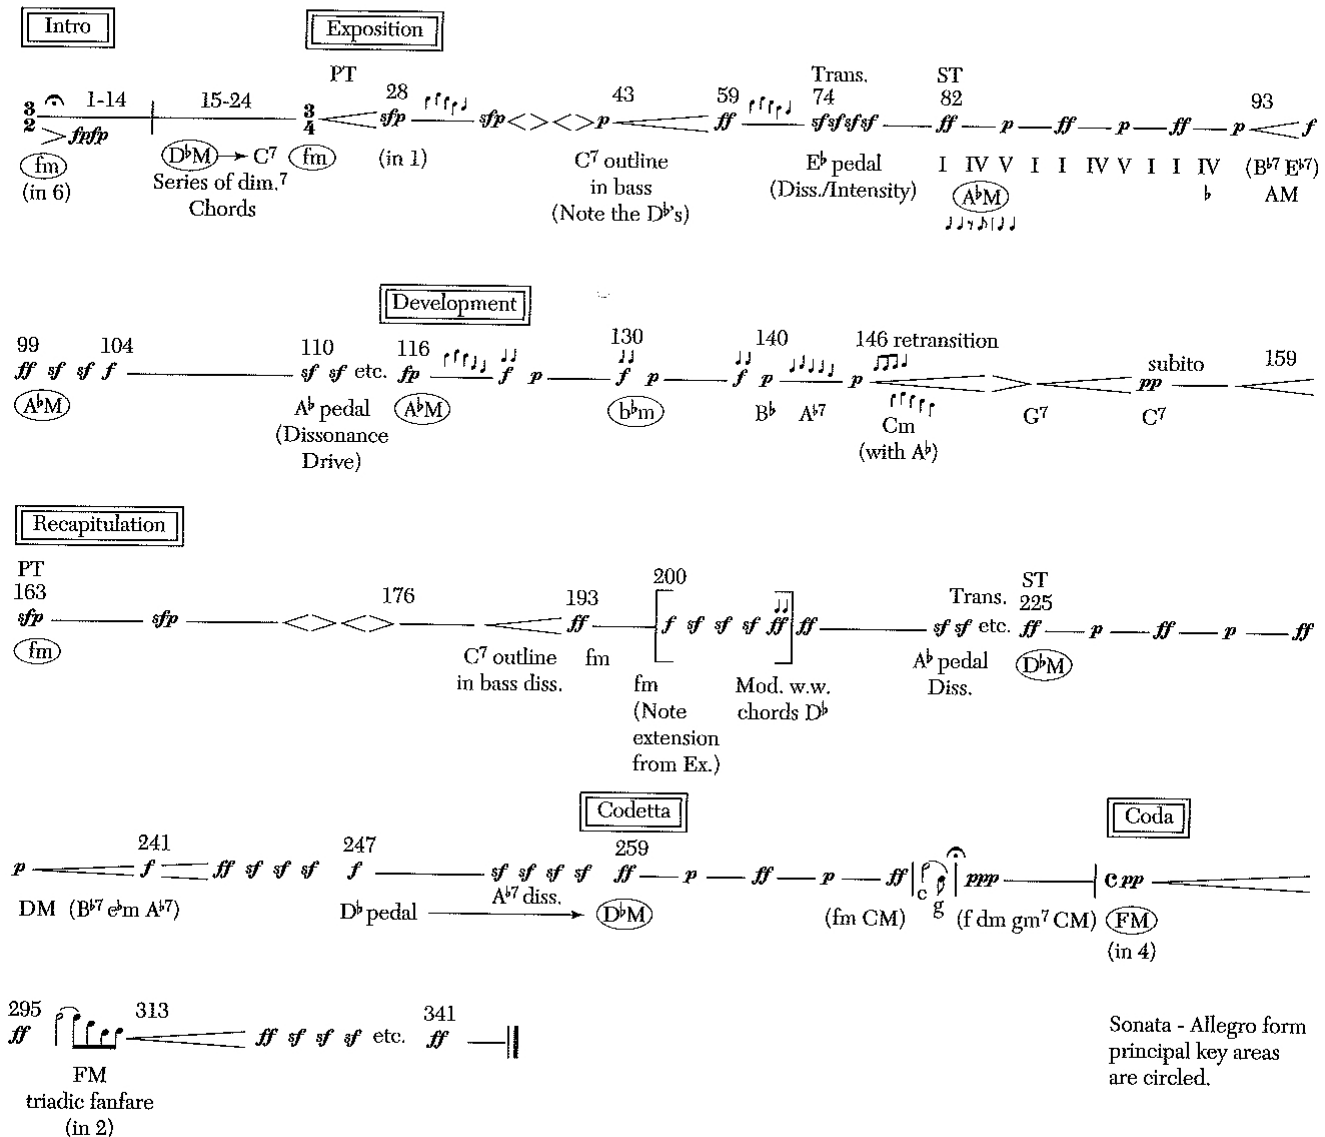 Intro
Exposition
PT Trans. ST
3/2 1-14 15-24 3/4 28 43 59 74 82 93
> fpfp sfp sfp < > < > p ff sfsfsfsf ff p ff p ff p f
fm D♭M → C7 fm (in 1) C7 outline E♭ pedal I IV V I I IV V I I IV (B♭7 E♭7)
(in 6) Series of dim.7 in bass (Diss./Intensity) A♭M ♭ AM
Chords (Note the D♭'s)
Development
99 104 110 116 130 140 146 retransition subito 159
ff sf sf f sf sf etc. fp f p f p f p p pp
A♭M A♭ pedal A♭M b♭m B♭ A♭7 Cm G7 C7
(Dissonance (with A♭)
Drive)
Recapitulation
PT 200 ST
163 176 193 Trans. 225
sfp sfp < > < > ff [f sf sf sf ff] ff sf sf etc. ff p ff p ff
fm C7 outline fm A♭ pedal D♭M
in bass diss. fm Mod. w.w. Diss.
(Note chords D♭
extension
from Ex.)
Codetta Coda
241 247 259
p f ff sf sf sf f sf sf sf sf ff p ff p ff ppp c pp
DM (B♭7 e♭m A♭7) D♭ pedal A♭7 diss. → D♭M (fm CM) c g (f dm gm7 CM) FM
(in 4)
295 313 341
ff ff sf sf sf etc. ff
FM
triadic fanfare
(in 2)
Sonata - Allegro form
principal key areas
are circled.